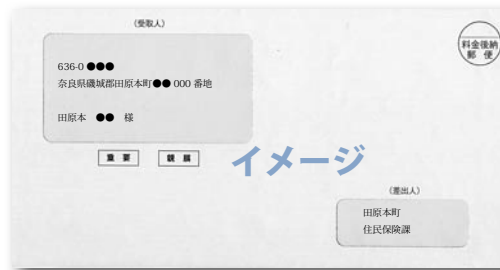 (受取人)
料金後納
郵便
636-0 ●●●
奈良県磯城郡田原本町●● 000 番地
田原本 ●● 様
重要
親展
イメージ
(差出人)
田原本町
住民保険課